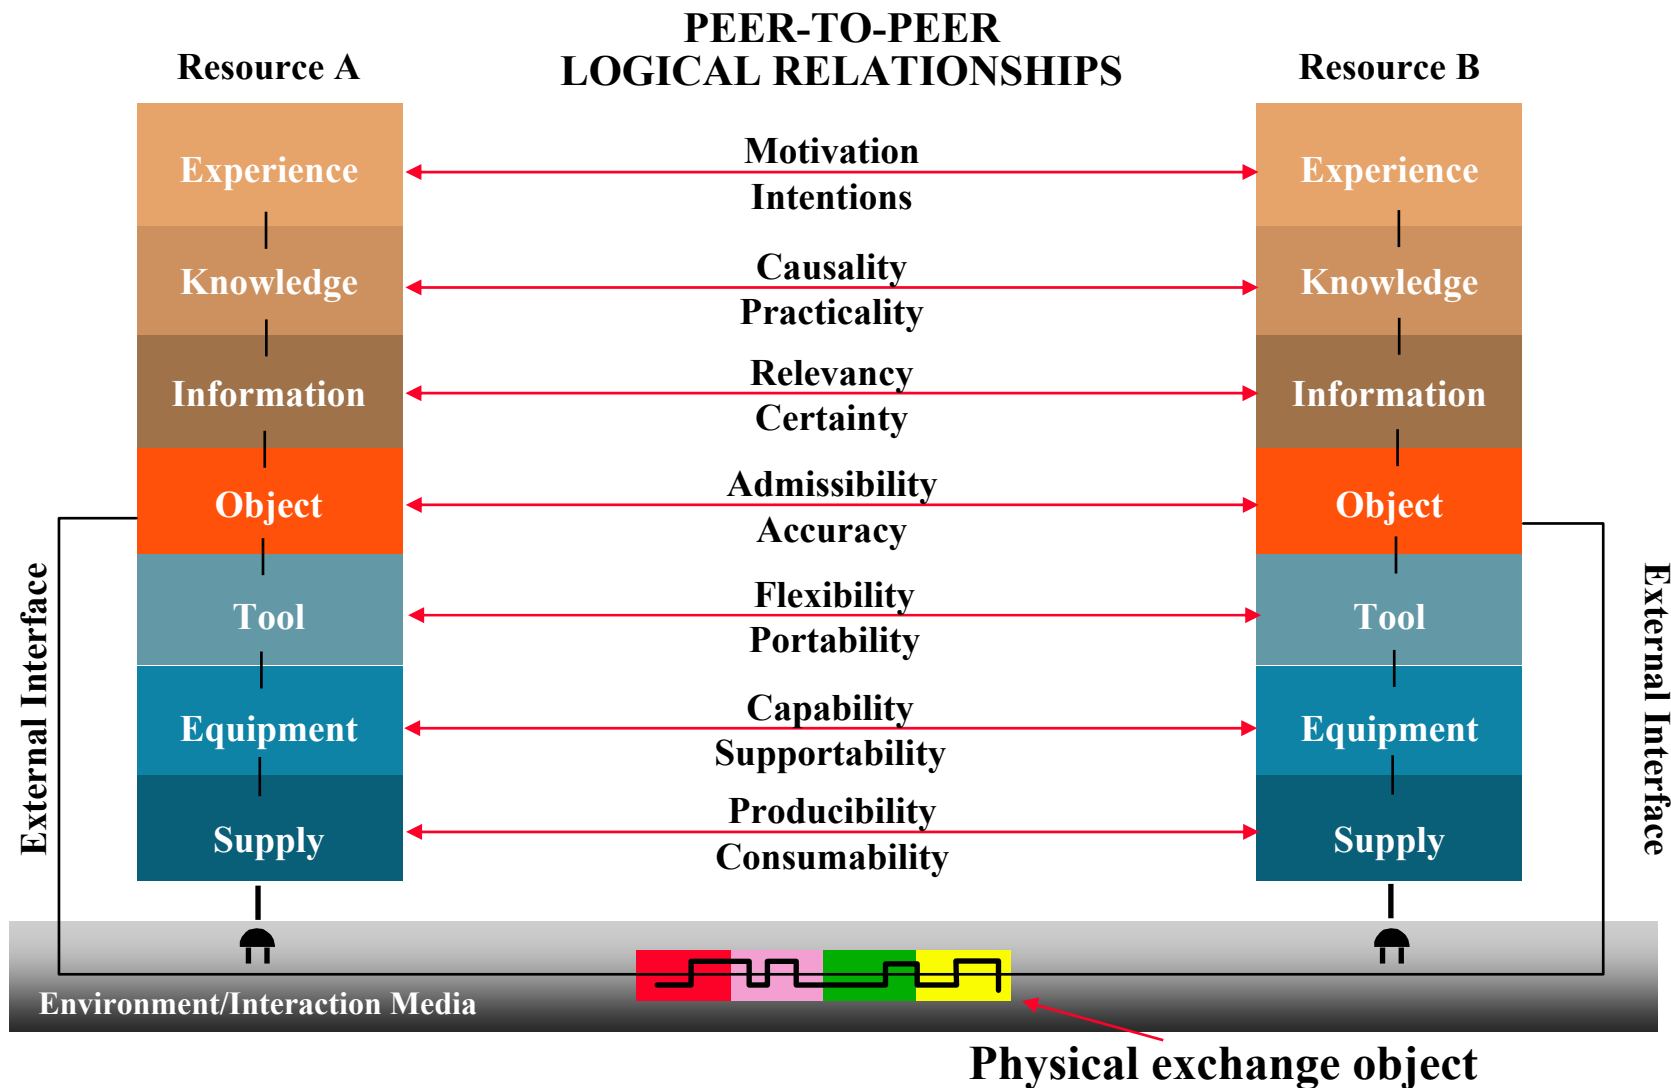 PEER-TO-PEER
LOGICAL RELATIONSHIPS
Resource A
Resource B
Experience
Motivation
Intentions
Experience
Knowledge
Causality
Practicality
Knowledge
Information
Relevancy
Certainty
Information
Object
Admissibility
Accuracy
Object
Tool
Flexibility
Portability
Tool
Equipment
Capability
Supportability
Equipment
Supply
Producibility
Consumability
Supply
External Interface
External Interface
Environment/Interaction Media
Physical exchange object